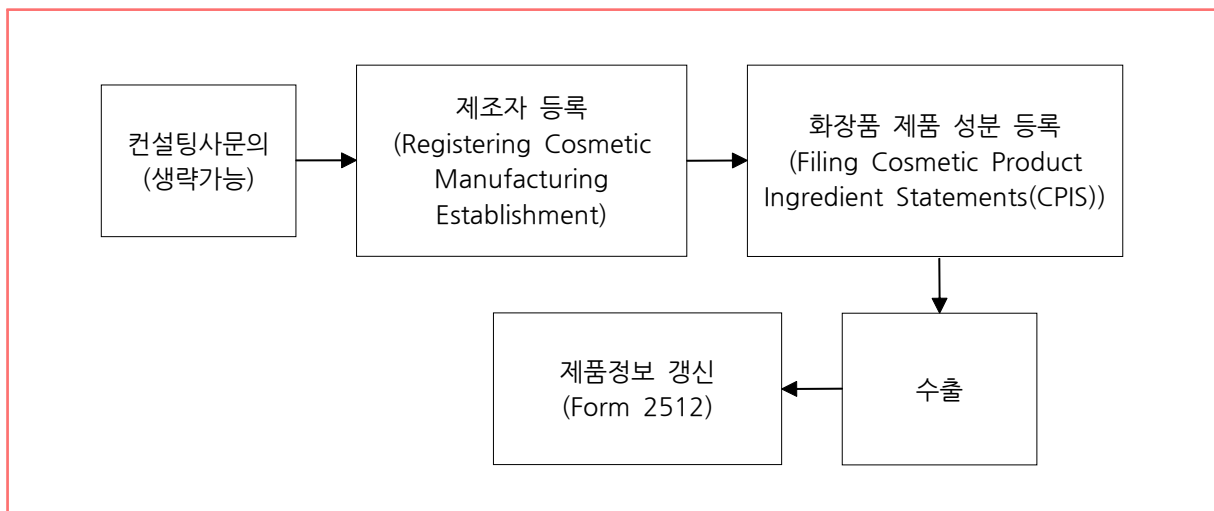 컨설팅사문의
(생략가능)
제조자 등록
(Registering Cosmetic
Manufacturing
Establishment)
화장품 제품 성분 등록
(Filing Cosmetic Product
Ingredient Statements(CPIS))
수출
제품정보 갱신
(Form 2512)